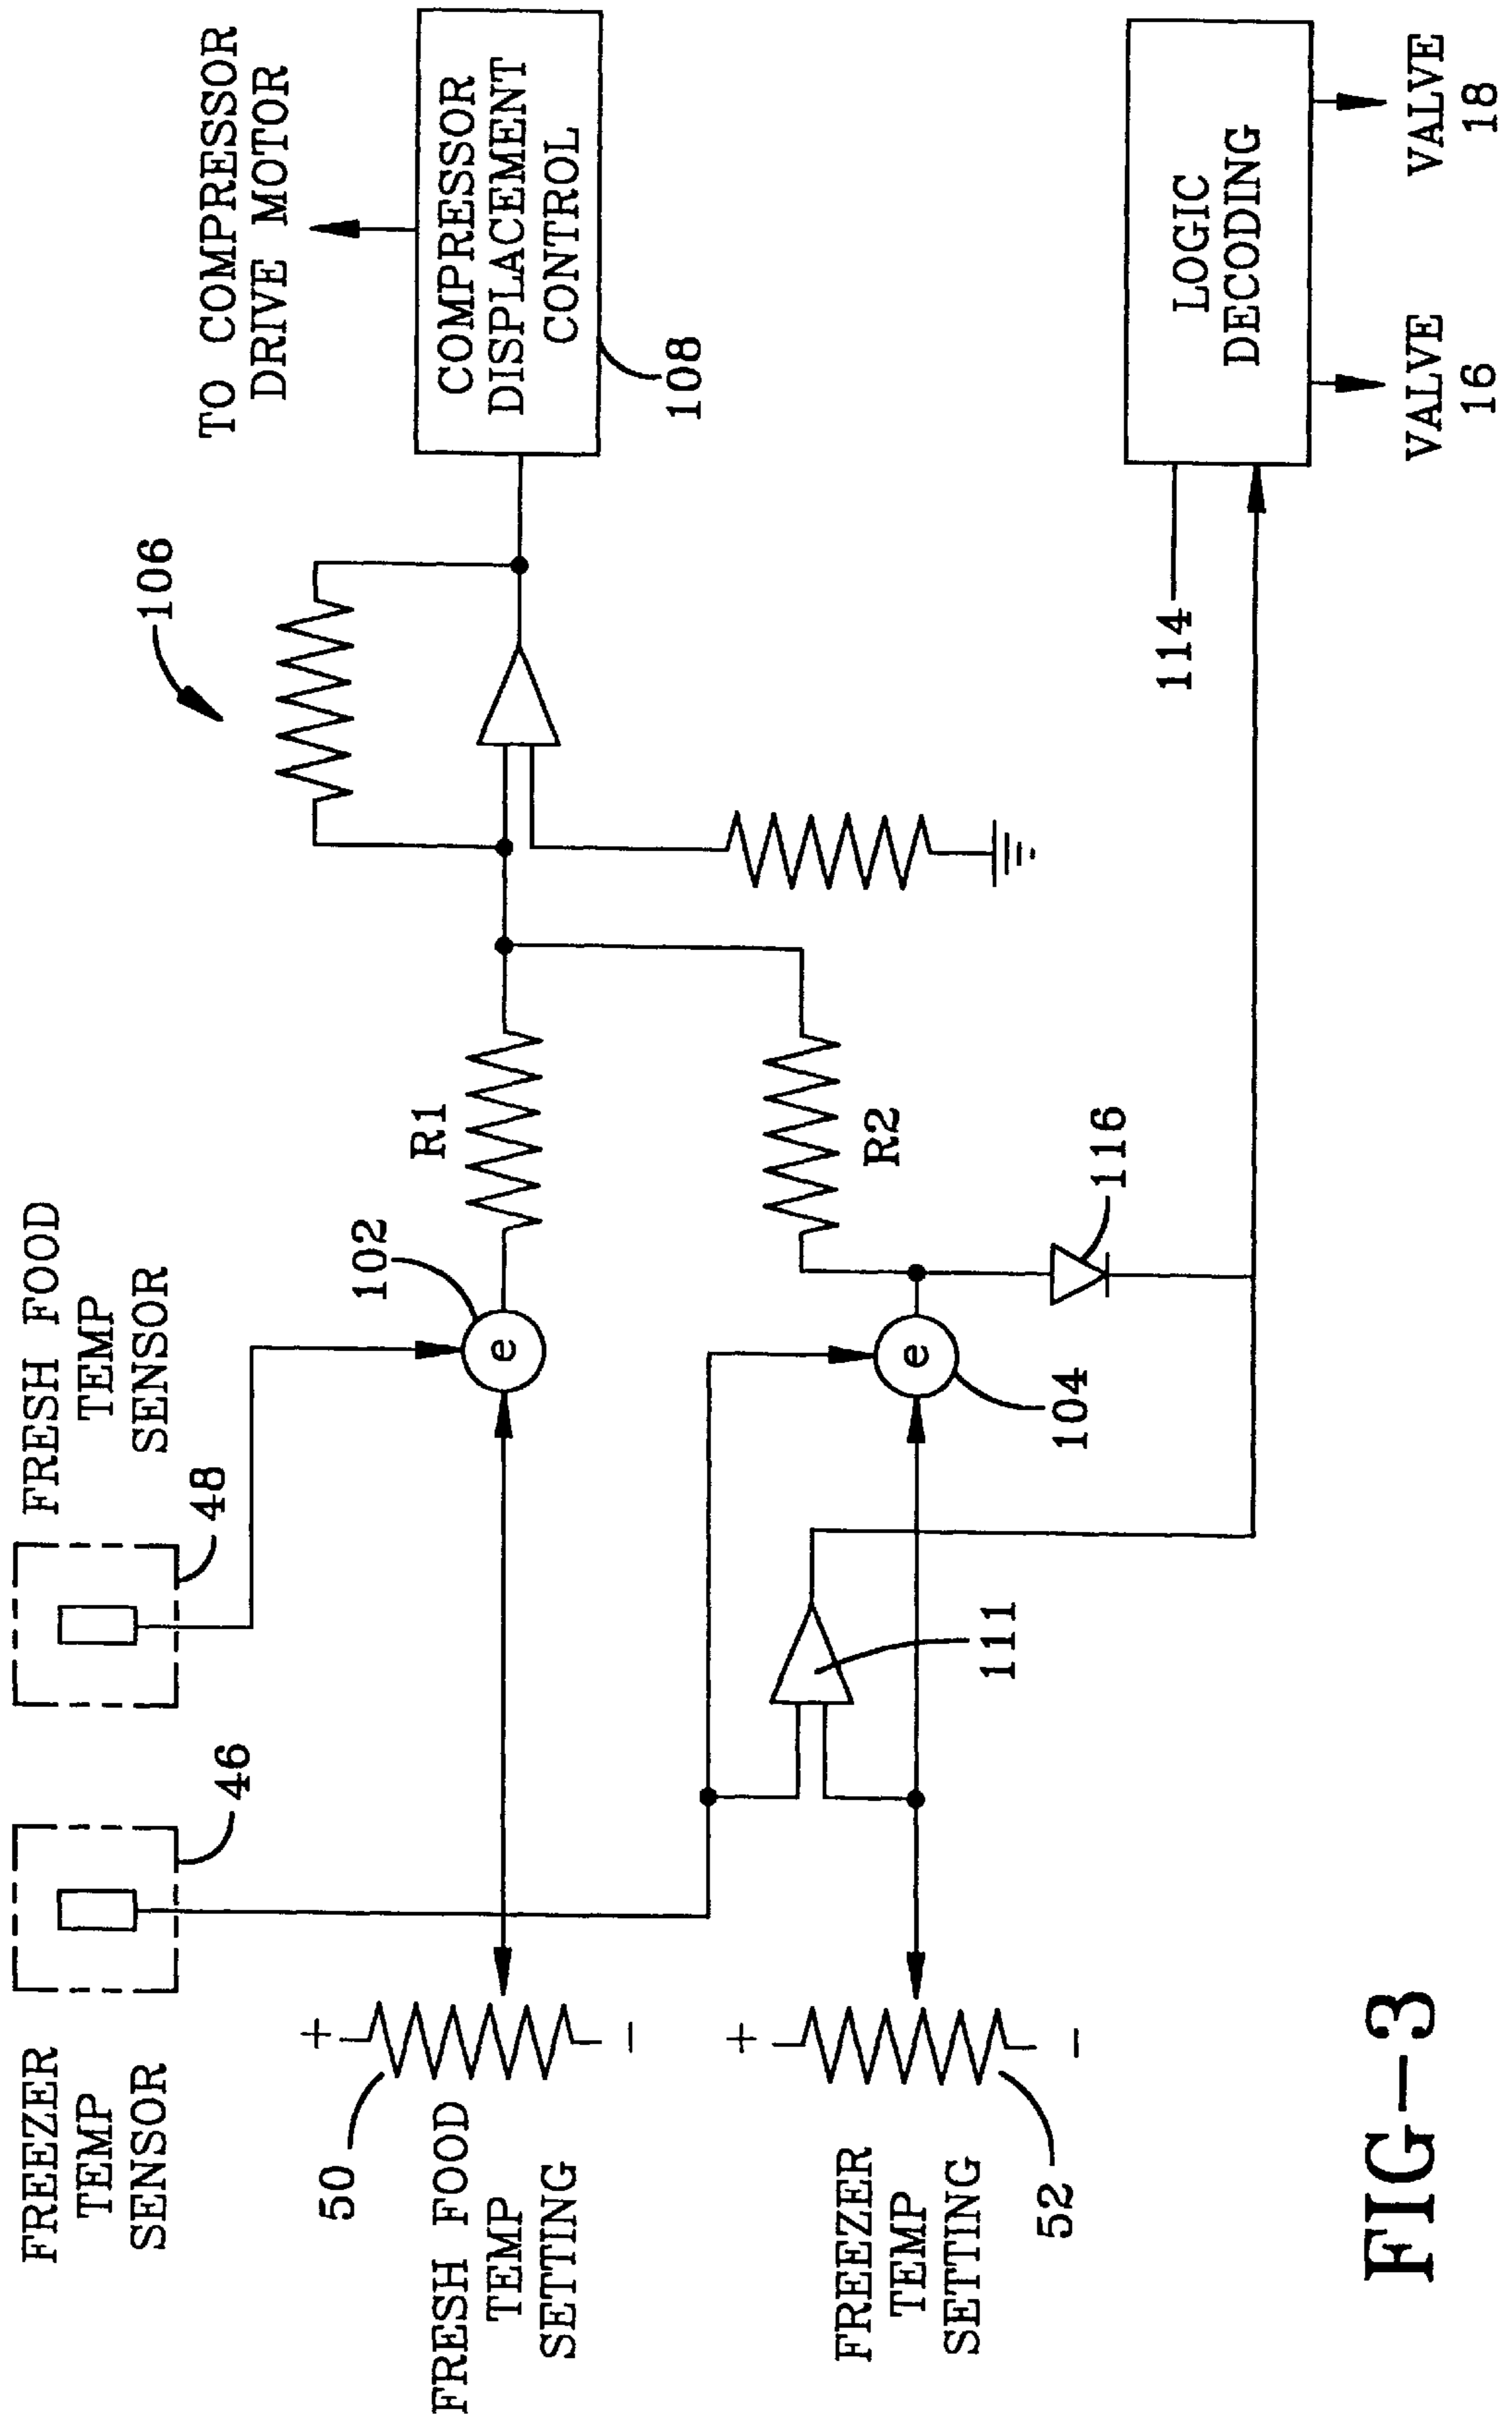 FREEZER
TEMP
SENSOR
46
FRESH FOOD
TEMP
SENSOR
48
50
+
-
FRESH FOOD
TEMP
SETTING
102
e
R1
106
TO COMPRESSOR
DRIVE MOTOR
COMPRESSOR
DISPLACEMENT
CONTROL
108
+
-
FREEZER
TEMP
SETTING
52
111
e
104
R2
116
114
LOGIC
DECODING
VALVE
16
VALVE
18
FIG-3